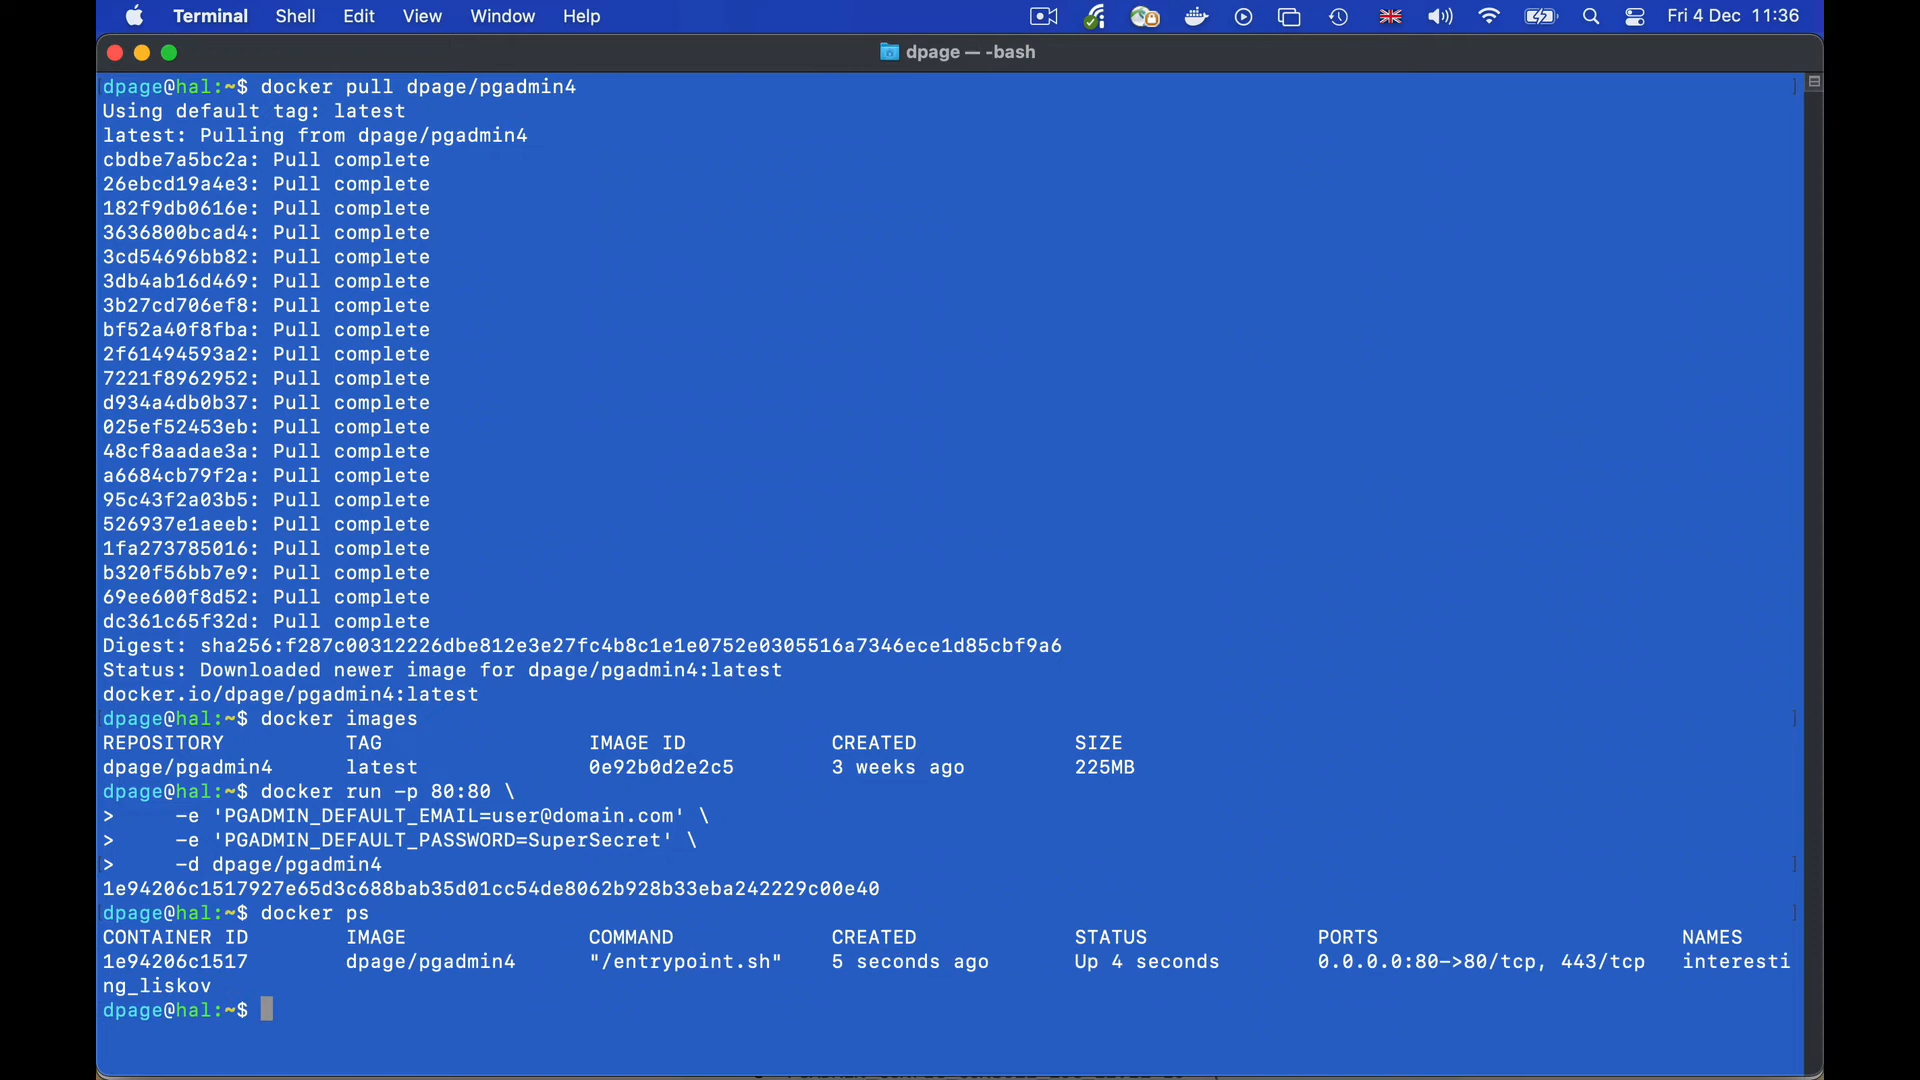 Terminal Shell Edit View Window Help Fri 4 Dec 11:36
dpage — -bash
dpage@hal:~$ docker pull dpage/pgadmin4
Using default tag: latest
latest: Pulling from dpage/pgadmin4
cbdbe7a5bc2a: Pull complete
26ebcd19a4e3: Pull complete
182f9db0616e: Pull complete
3636800bcad4: Pull complete
3cd54696bb82: Pull complete
3db4ab16d469: Pull complete
3b27cd706ef8: Pull complete
bf52a40f8fba: Pull complete
2f61494593a2: Pull complete
7221f8962952: Pull complete
d934a4db0b37: Pull complete
025ef52453eb: Pull complete
48cf8aadae3a: Pull complete
a6684cb79f2a: Pull complete
95c43f2a03b5: Pull complete
526937e1aeeb: Pull complete
1fa273785016: Pull complete
b320f56bb7e9: Pull complete
69ee600f8d52: Pull complete
dc361c65f32d: Pull complete
Digest: sha256:f287c00312226dbe812e3e27fc4b8c1e1e0752e0305516a7346ece1d85cbf9a6
Status: Downloaded newer image for dpage/pgadmin4:latest
docker.io/dpage/pgadmin4:latest
dpage@hal:~$ docker images
REPOSITORY TAG IMAGE ID CREATED SIZE
dpage/pgadmin4 latest 0e92b0d2e2c5 3 weeks ago 225MB
dpage@hal:~$ docker run -p 80:80 \
> -e 'PGADMIN_DEFAULT_EMAIL=user@domain.com' \
> -e 'PGADMIN_DEFAULT_PASSWORD=SuperSecret' \
> -d dpage/pgadmin4
1e94206c1517927e65d3c688bab35d01cc54de8062b928b33eba242229c00e40
dpage@hal:~$ docker ps
CONTAINER ID IMAGE COMMAND CREATED STATUS PORTS NAMES
1e94206c1517 dpage/pgadmin4 "/entrypoint.sh" 5 seconds ago Up 4 seconds 0.0.0.0:80->80/tcp, 443/tcp interesti
ng_liskov
dpage@hal:~$